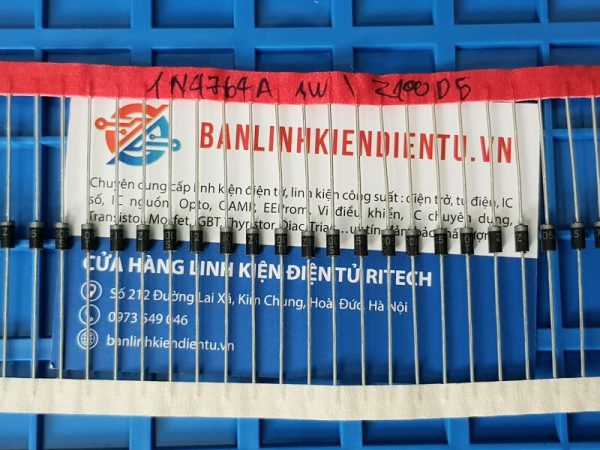 1N4764A 1W \ Z100D5
BANLINHKIENDIENTU.VN
Chuyên cung cấp linh kiện điện tử, linh kiện công suất : điện trở, tụ điện, IC
số, IC nguồn, Opto, OAMP, EEProm, Vi điều khiển, IC chuyên dụng,
Transistor, Mosfet, IGBT, Thyristor, Diac, Triac
CỬA HÀNG LINH KIỆN ĐIỆN TỬ RITECH
Số 212 Đường Lai Xá, Kim Chung, Hoài Đức, Hà Nội
0973 549 046
banlinhkiendientu.vn